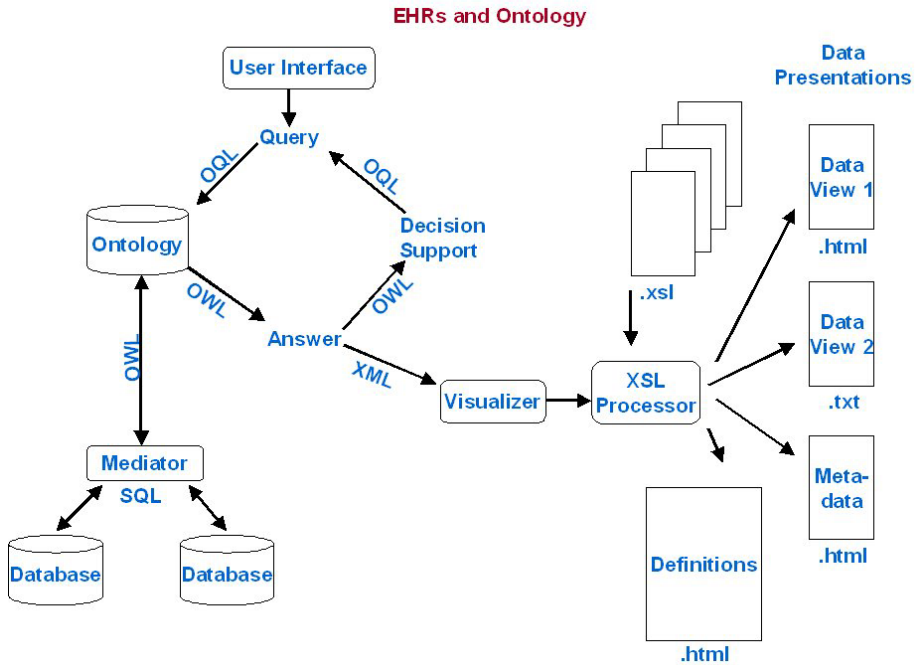 EHRs and Ontology
User Interface
Query
OQL
OQL
Ontology
Decision
Support
OWL
OWL
Answer
OWL
XML
Visualizer
Mediator
SQL
Database
Database
.xsl
XSL
Processor
Data
Presentations
Data
View 1
.html
Data
View 2
.txt
Meta-
data
.html
Definitions
.html